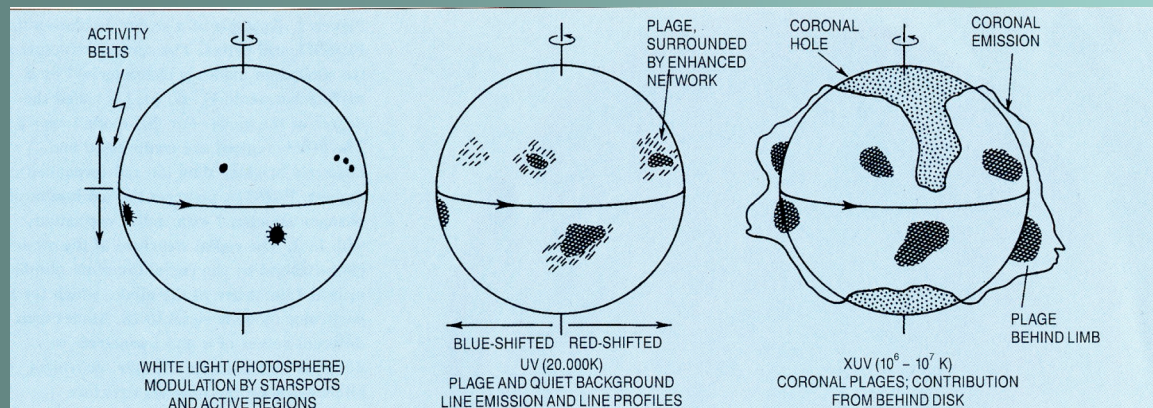 ACTIVITY
BELTS
WHITE LIGHT (PHOTOSPHERE)
MODULATION BY STARSPOTS
AND ACTIVE REGIONS
PLAGE,
SURROUNDED
BY ENHANCED
NETWORK
BLUE-SHIFTED RED-SHIFTED
UV (20.000K)
PLAGE AND QUIET BACKGROUND
LINE EMISSION AND LINE PROFILES
CORONAL
HOLE
CORONAL
EMISSION
PLAGE
BEHIND LIMB
XUV (10⁶ – 10⁷ K)
CORONAL PLAGES; CONTRIBUTION
FROM BEHIND DISK